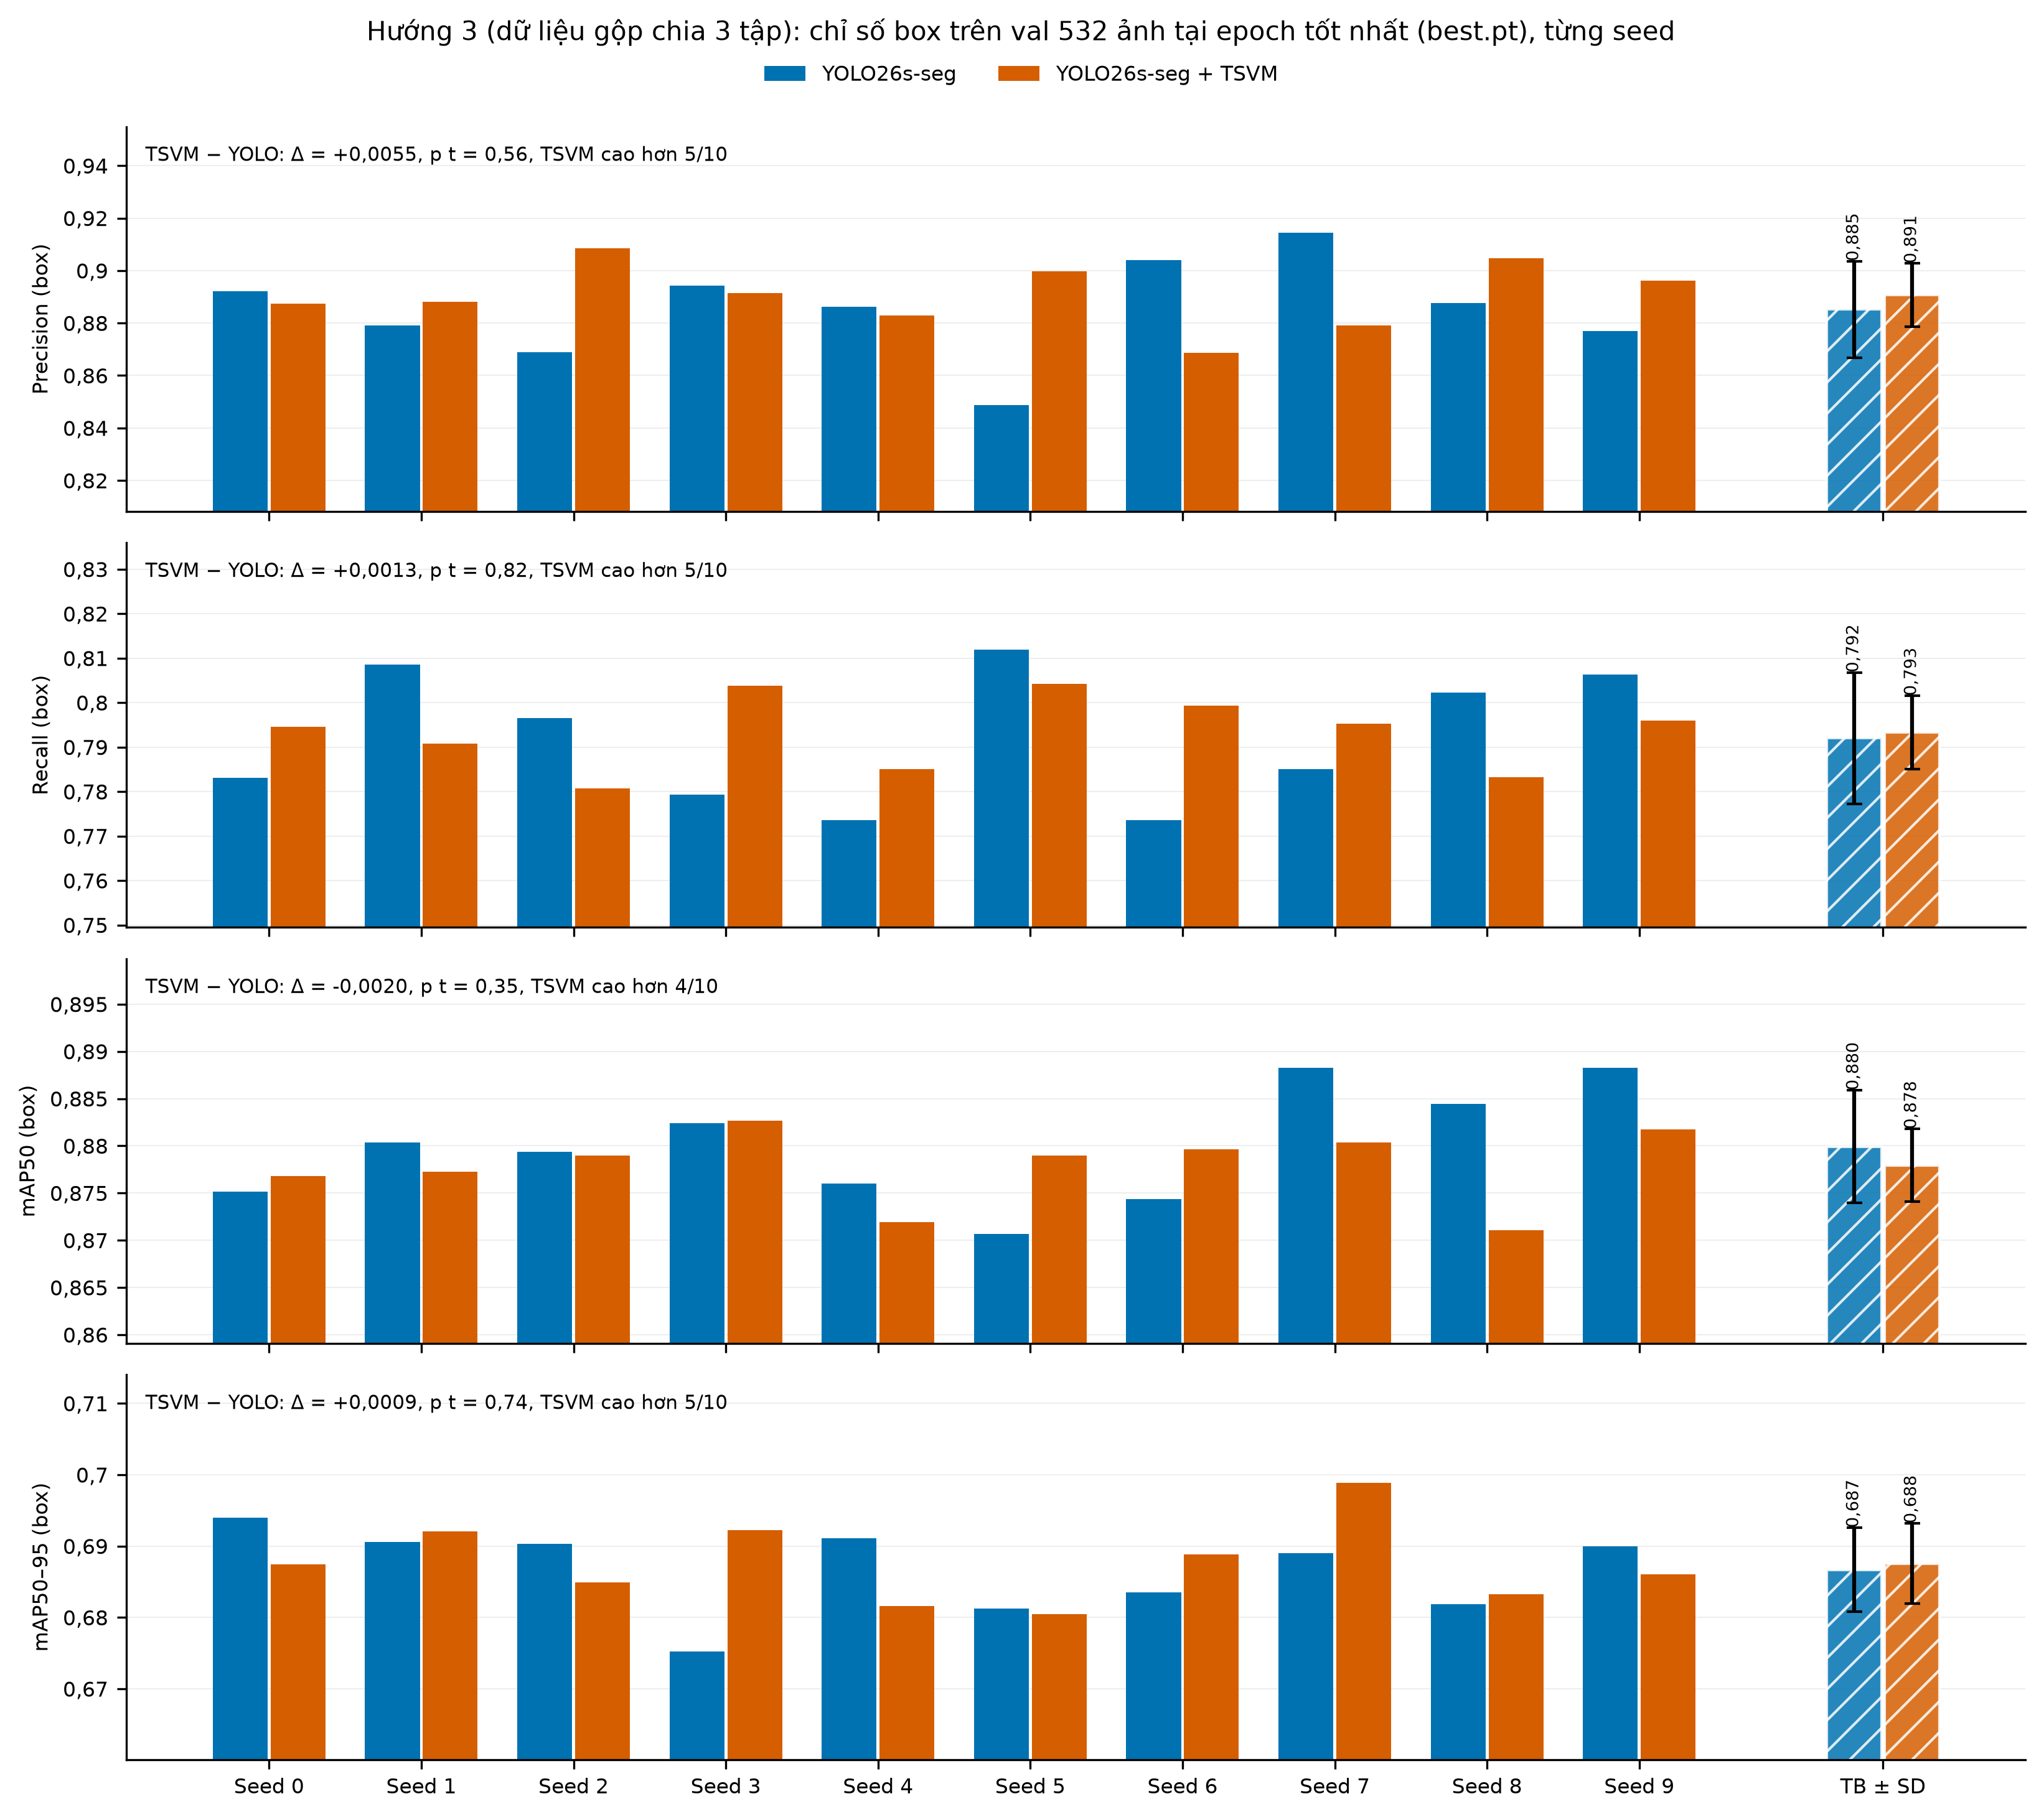 Hướng 3 (dữ liệu gộp chia 3 tập): chỉ số box trên val 532 ảnh tại epoch tốt nhất (best.pt), từng seed
YOLO26s-seg
YOLO26s-seg + TSVM
Precision (box)
0,94
0,92
0,9
0,88
0,86
0,84
0,82
TSVM − YOLO: Δ = +0,0055, p t = 0,56, TSVM cao hơn 5/10
0,885
0,891
Recall (box)
0,83
0,82
0,81
0,8
0,79
0,78
0,77
0,76
0,75
TSVM − YOLO: Δ = +0,0013, p t = 0,82, TSVM cao hơn 5/10
0,792
0,793
mAP50 (box)
0,895
0,89
0,885
0,88
0,875
0,87
0,865
0,86
TSVM − YOLO: Δ = -0,0020, p t = 0,35, TSVM cao hơn 4/10
0,880
0,878
mAP50–95 (box)
0,71
0,7
0,69
0,68
0,67
TSVM − YOLO: Δ = +0,0009, p t = 0,74, TSVM cao hơn 5/10
0,687
0,688
Seed 0
Seed 1
Seed 2
Seed 3
Seed 4
Seed 5
Seed 6
Seed 7
Seed 8
Seed 9
TB ± SD